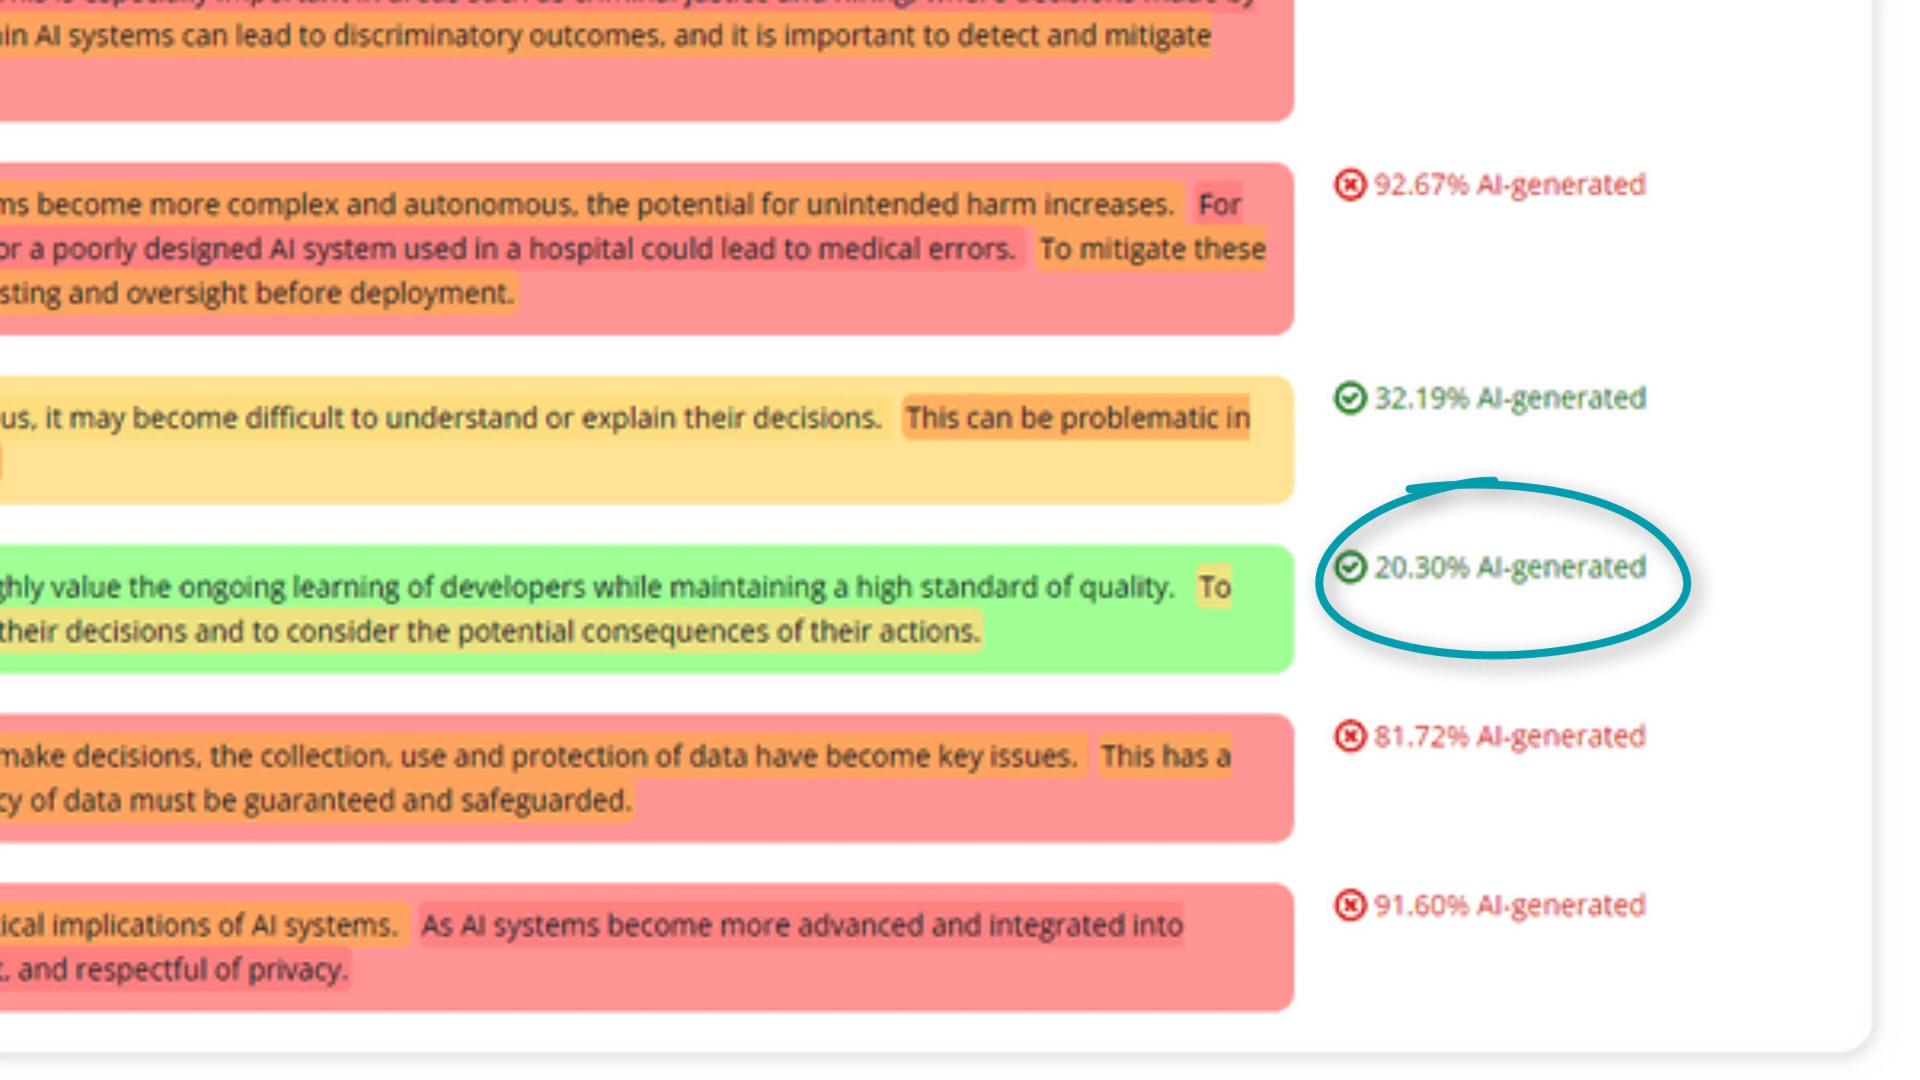 in AI systems can lead to discriminatory outcomes, and it is important to detect and mitigate
92.67% AI-generated
ms become more complex and autonomous, the potential for unintended harm increases. For
or a poorly designed AI system used in a hospital could lead to medical errors. To mitigate these
sting and oversight before deployment.
32.19% AI-generated
us, it may become difficult to understand or explain their decisions. This can be problematic in
20.30% AI-generated
ghly value the ongoing learning of developers while maintaining a high standard of quality. To
their decisions and to consider the potential consequences of their actions.
81.72% AI-generated
make decisions, the collection, use and protection of data have become key issues. This has a
cy of data must be guaranteed and safeguarded.
91.60% AI-generated
ical implications of AI systems. As AI systems become more advanced and integrated into
, and respectful of privacy.